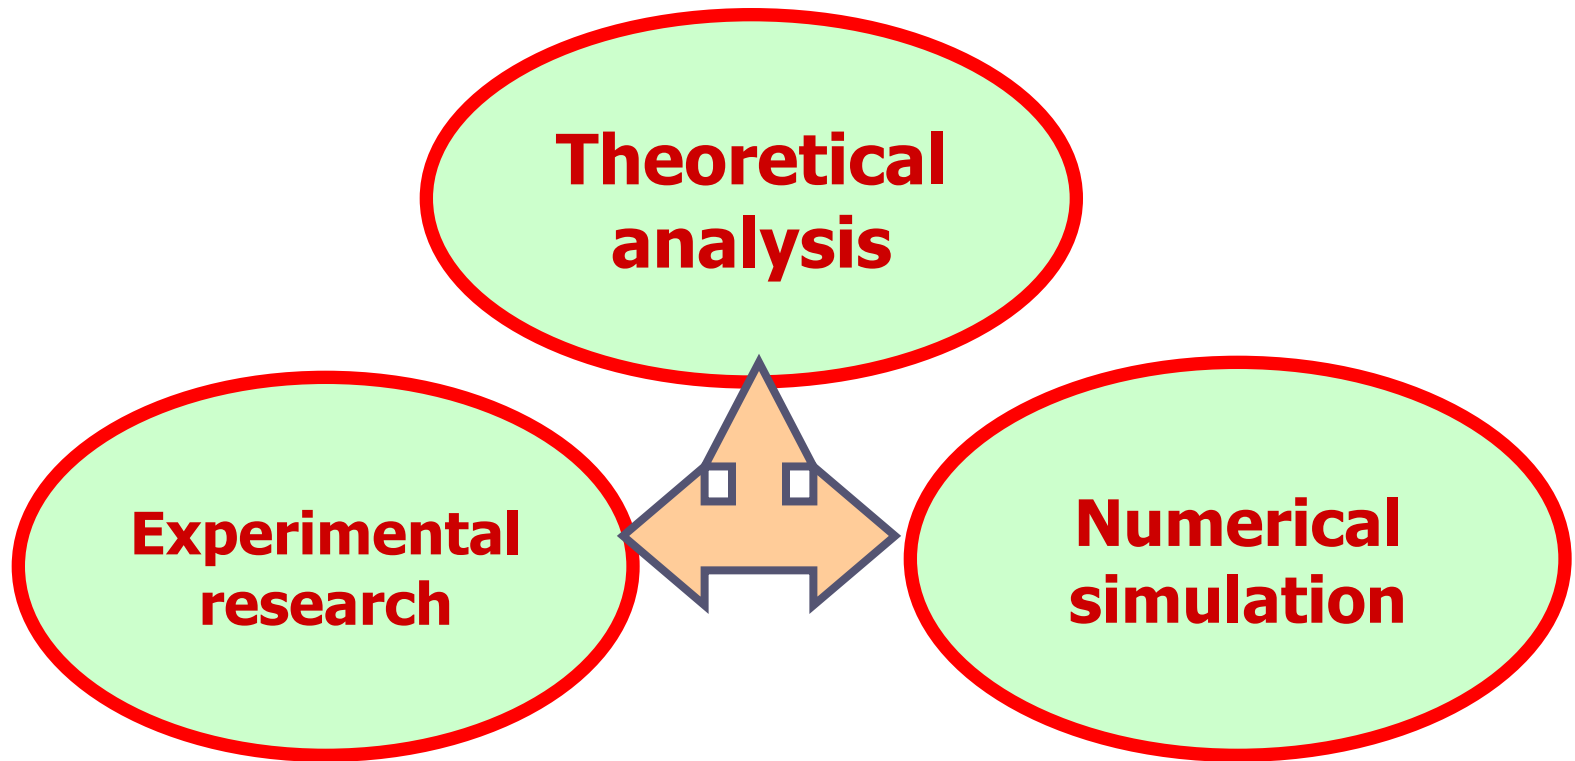 Theoretical
analysis
Experimental
research
Numerical
simulation